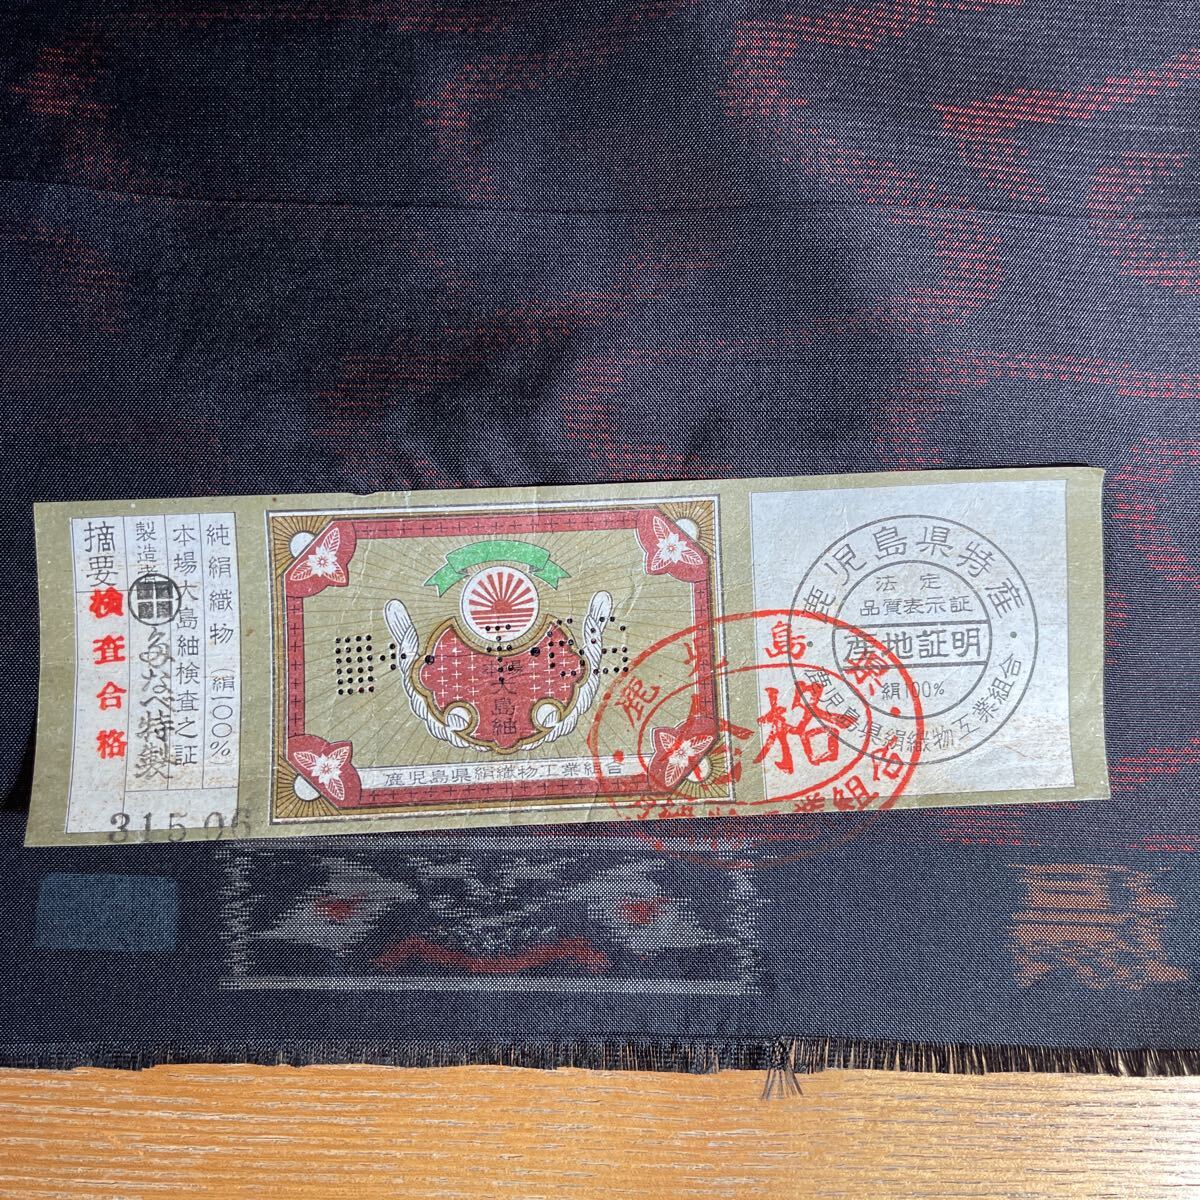 純絹織物(絹100%)
本場大島紬検査之証
製造者
なべ特製
摘要
検査合格
31506
本場
大島紬
鹿児島県絹織物工業組合
鹿児島県
合格
業組合
鹿児島県特産
法定
品質表示証
産地証明
絹100%
鹿児島県絹織物工業組合